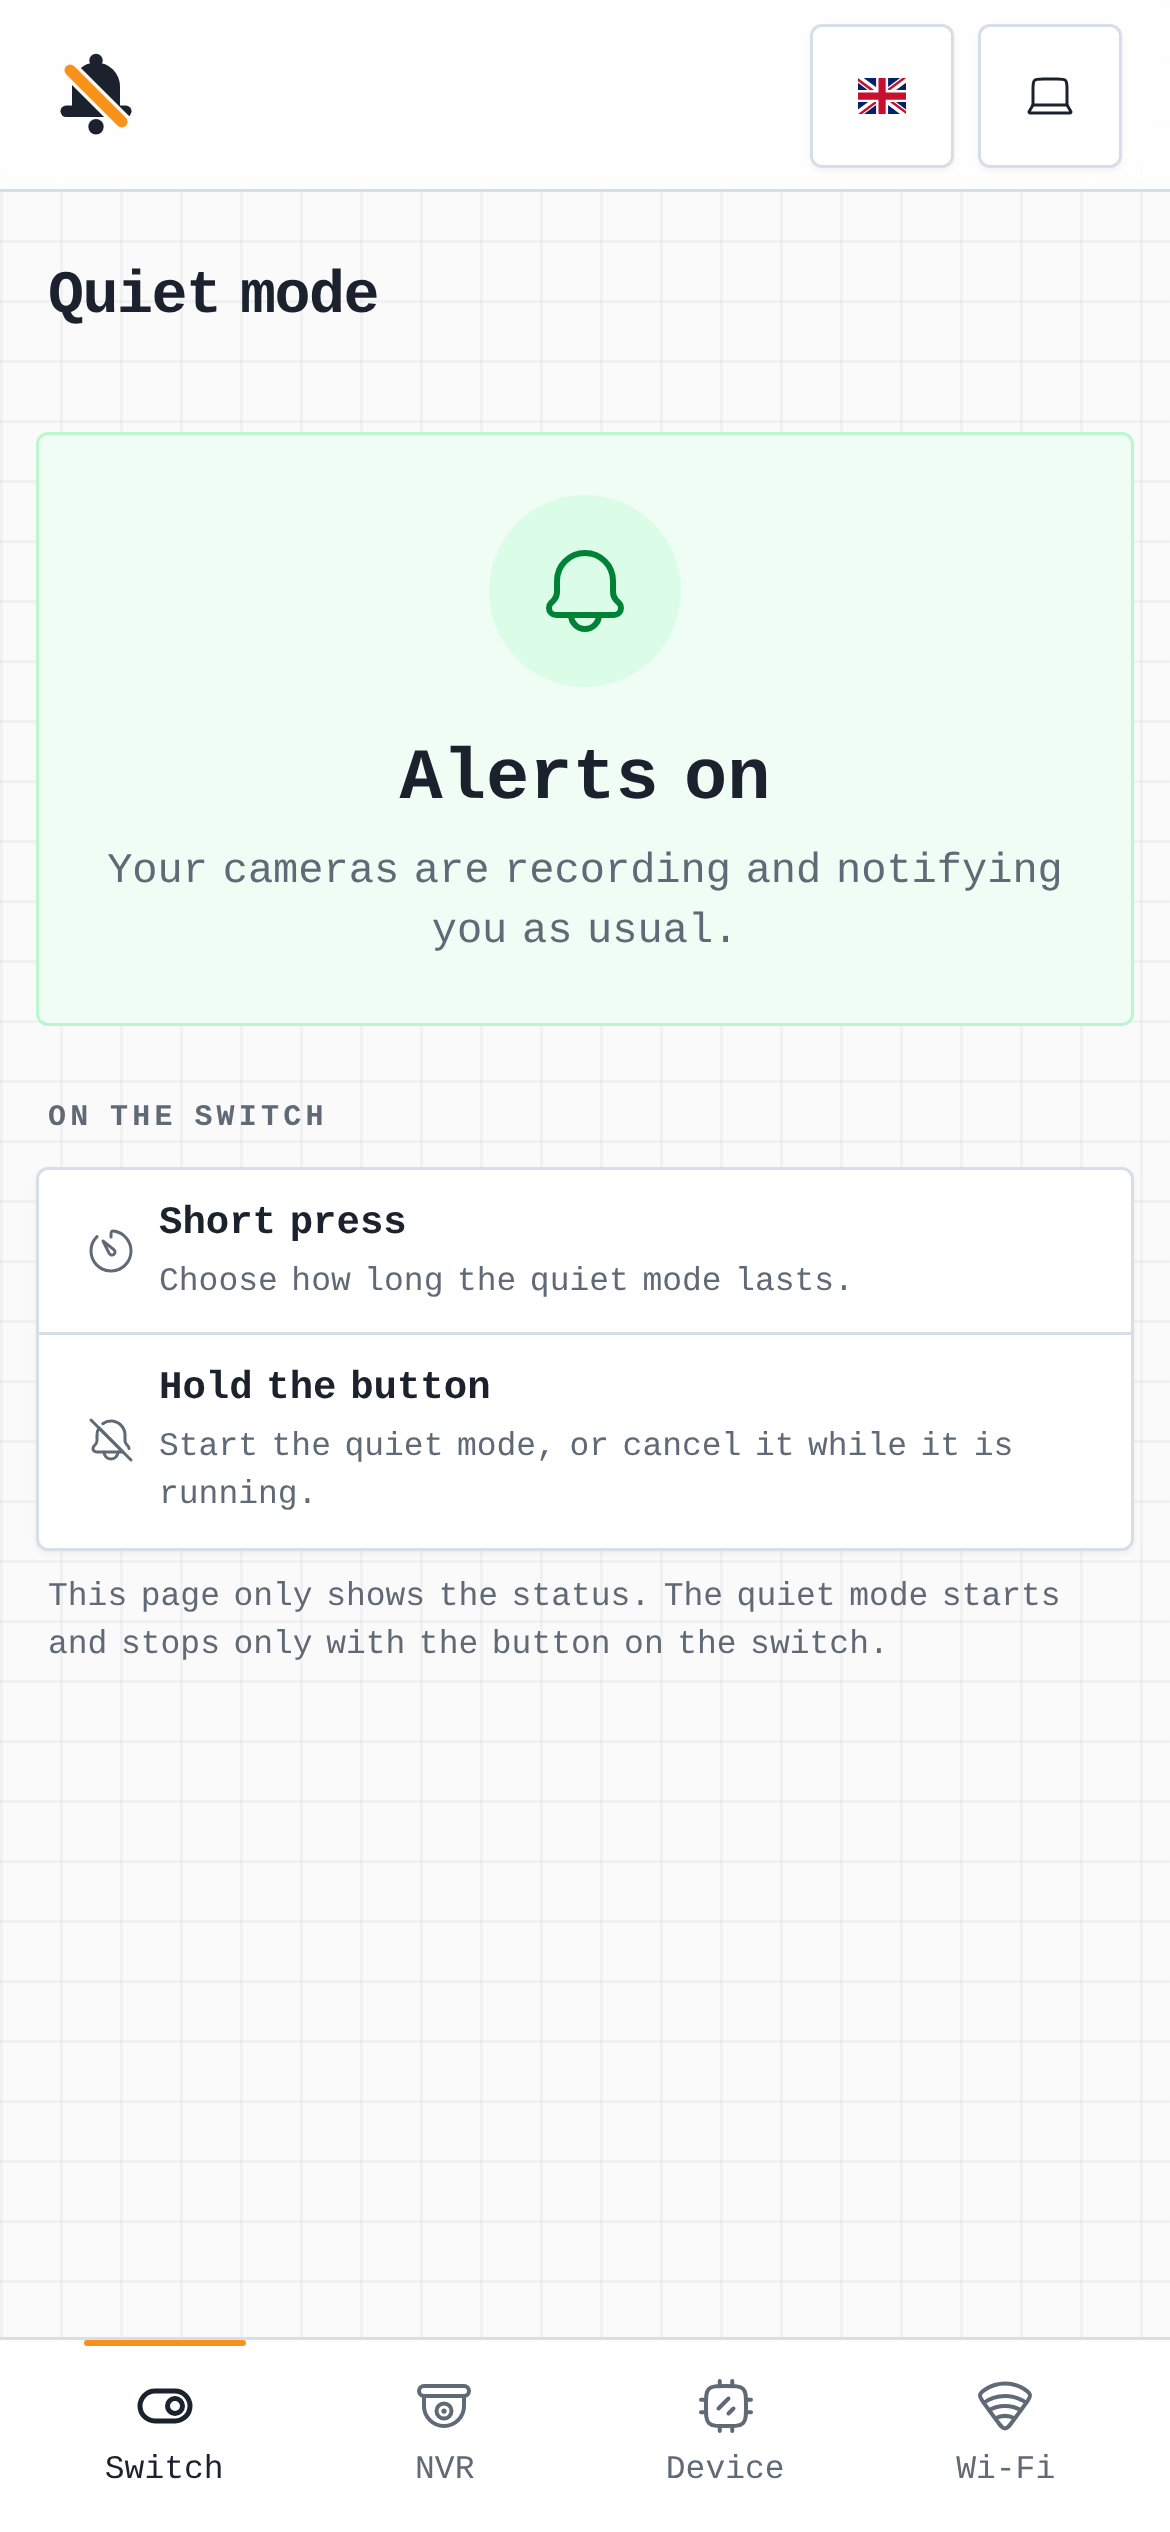 Quiet mode
Alerts on
Your cameras are recording and notifying
you as usual.
ON THE SWITCH
Short press
Choose how long the quiet mode lasts.
Hold the button
Start the quiet mode, or cancel it while it is
running.
This page only shows the status. The quiet mode starts
and stops only with the button on the switch.
Switch
NVR
Device
Wi-Fi